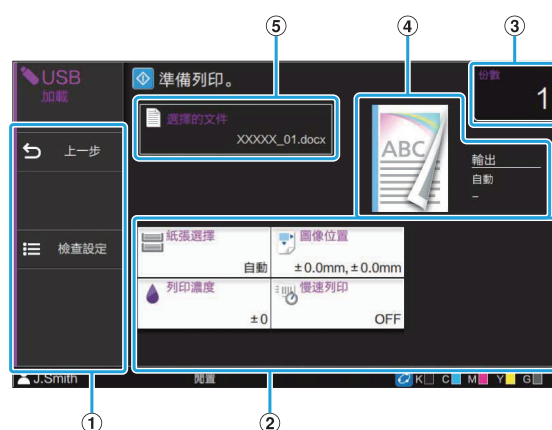 ⑤
④
③
USB
加載
準備列印。
份數
1
選擇的文件
XXXXX_01.docx
ABC
輸出
自動
–
上一步
檢查設定
紙張選擇
自動
圖像位置
±0.0mm, ±0.0mm
列印濃度
±0
慢速列印
OFF
J.Smith
閒置
K C M Y G
①
②